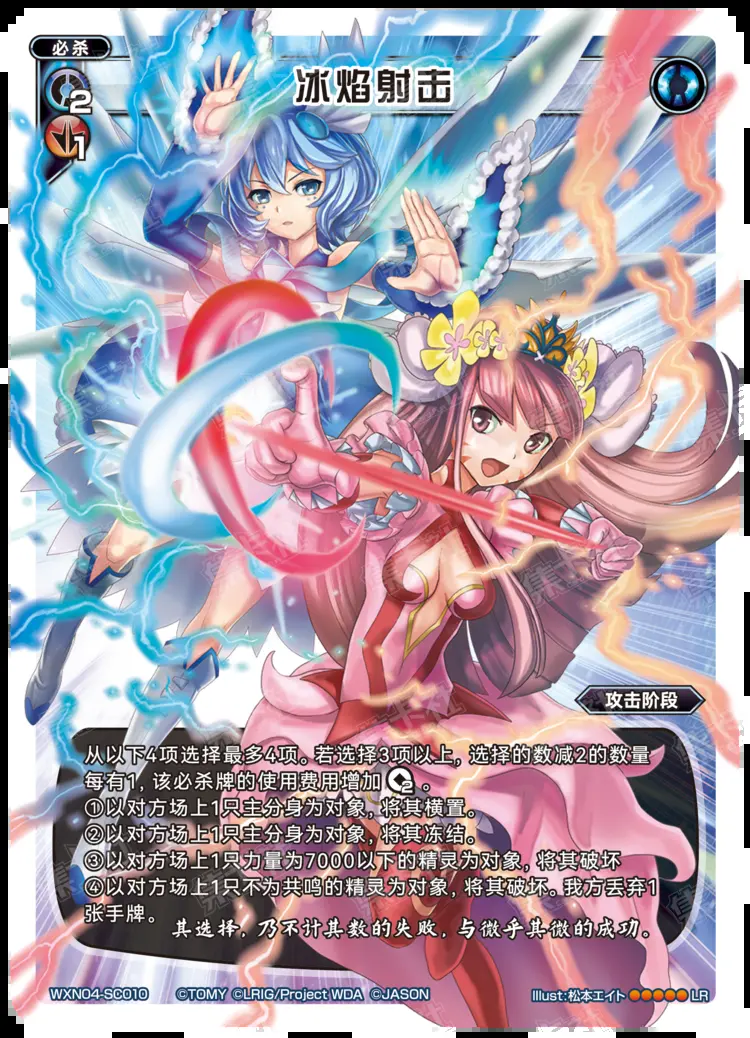 必杀
冰焰射击
2
1
攻击阶段
从以下4项选择最多4项。若选择3项以上，选择的数减2的数量
每有1，该必杀牌的使用费用增加2。
①以对方场上1只主分身为对象，将其横置。
②以对方场上1只主分身为对象，将其冻结。
③以对方场上1只力量为7000以下的精灵为对象，将其破坏
④以对方场上1只不为共鸣的精灵为对象，将其破坏。我方丢弃1
张手牌。
其选择，乃不计其数的失败，与微乎其微的成功。
WXN04-SC010 ©TOMY ©LRIG/Project WDA ©JASON Illust:松本エイト LR